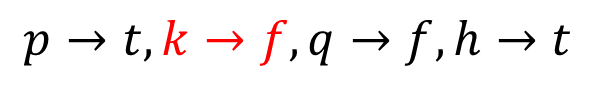 p → t, k → f, q → f, h → t